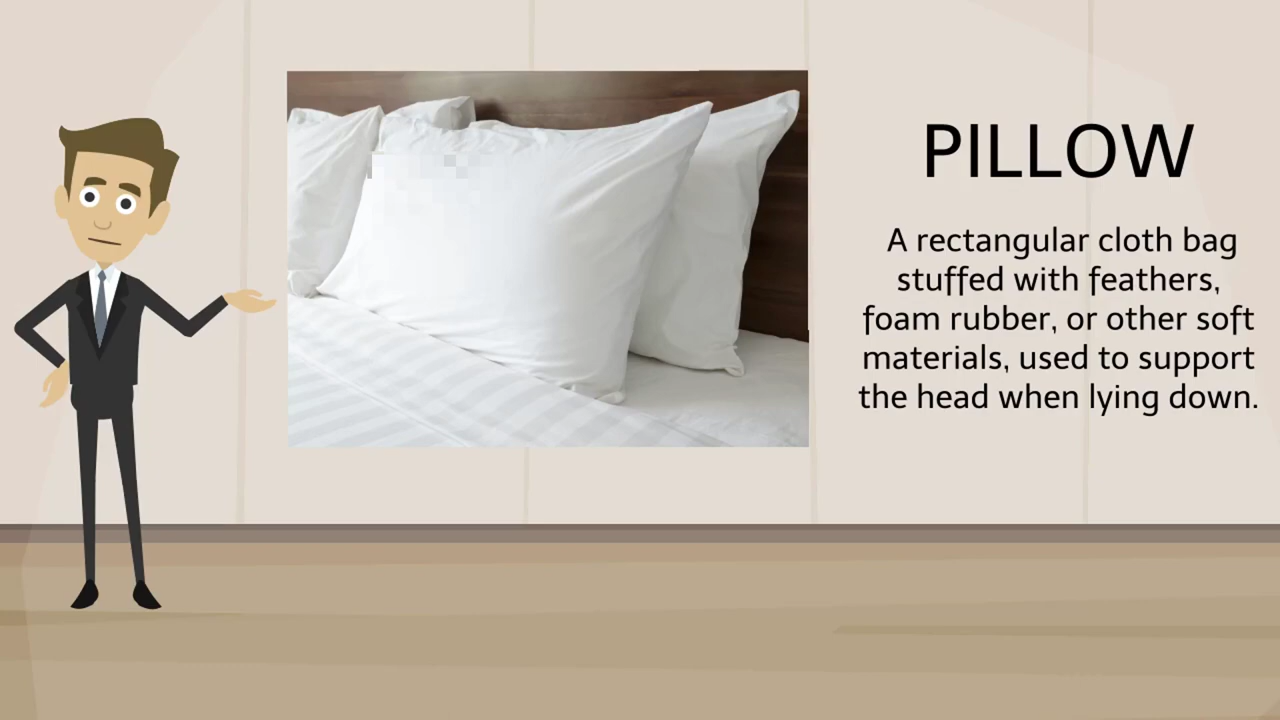 PILLOW
A rectangular cloth bag
stuffed with feathers,
foam rubber, or other soft
materials, used to support
the head when lying down.